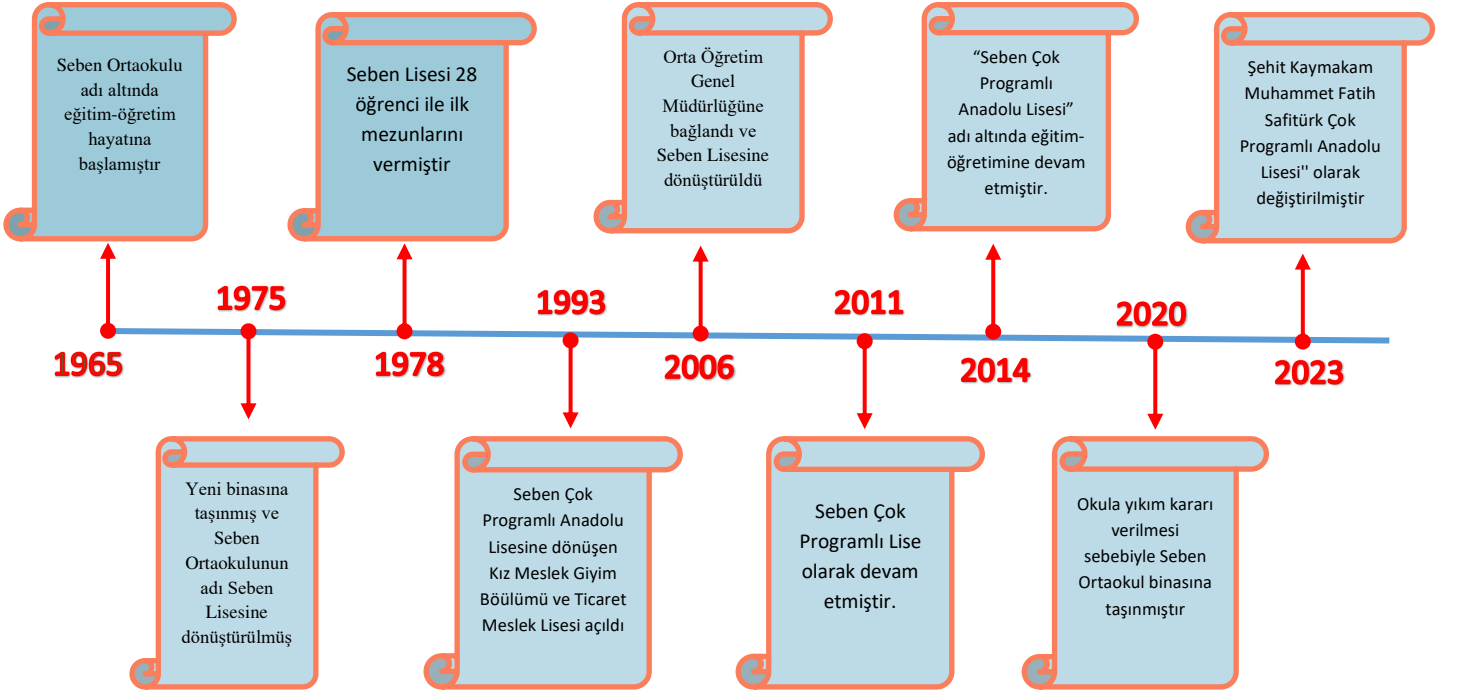 Seben Ortaokulu
adı altında
eğitim-öğretim
hayatına
başlamıştır
Seben Lisesi 28
öğrenci ile ilk
mezunlarını
vermiştir
Orta Öğretim
Genel
Müdürlüğüne
bağlandı ve
Seben Lisesine
dönüştürüldü
“Seben Çok
Programlı
Anadolu Lisesi”
adı altında eğitim-
öğretimine devam
etmiştir.
Şehit Kaymakam
Muhammet Fatih
Safitürk Çok
Programlı Anadolu
Lisesi" olarak
değiştirilmiştir
1975
1993
2011
2020
1965
1978
2006
2014
2023
Yeni binasına
taşınmış ve
Seben
Ortaokulunun
adı Seben
Lisesine
dönüştürülmüş
Seben Çok
Programlı Anadolu
Lisesine dönüşen
Kız Meslek Giyim
Böülümü ve Ticaret
Meslek Lisesi açıldı
Seben Çok
Programlı Lise
olarak devam
etmiştir.
Okula yıkım kararı
verilmesi
sebebiyle Seben
Ortaokul binasına
taşınmıştır